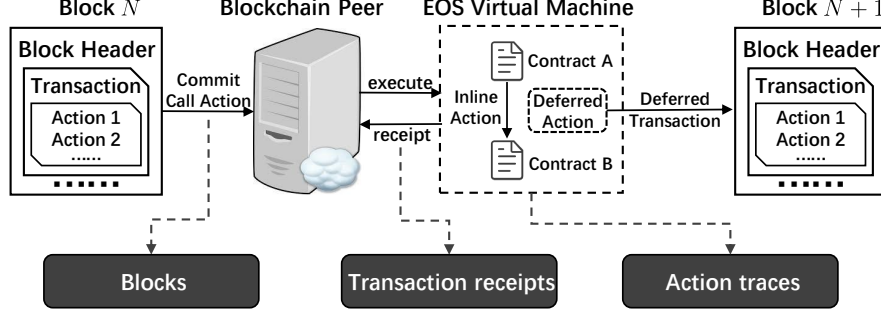 Block N
Blockchain Peer
EOS Virtual Machine
Block N + 1
Block Header
Transaction
Action 1
Action 2
......
......
Commit
Call Action
execute
receipt
Contract A
Inline
Action
Deferred
Action
Contract B
Deferred
Transaction
Block Header
Transaction
Action 1
Action 2
......
......
Blocks
Transaction receipts
Action traces